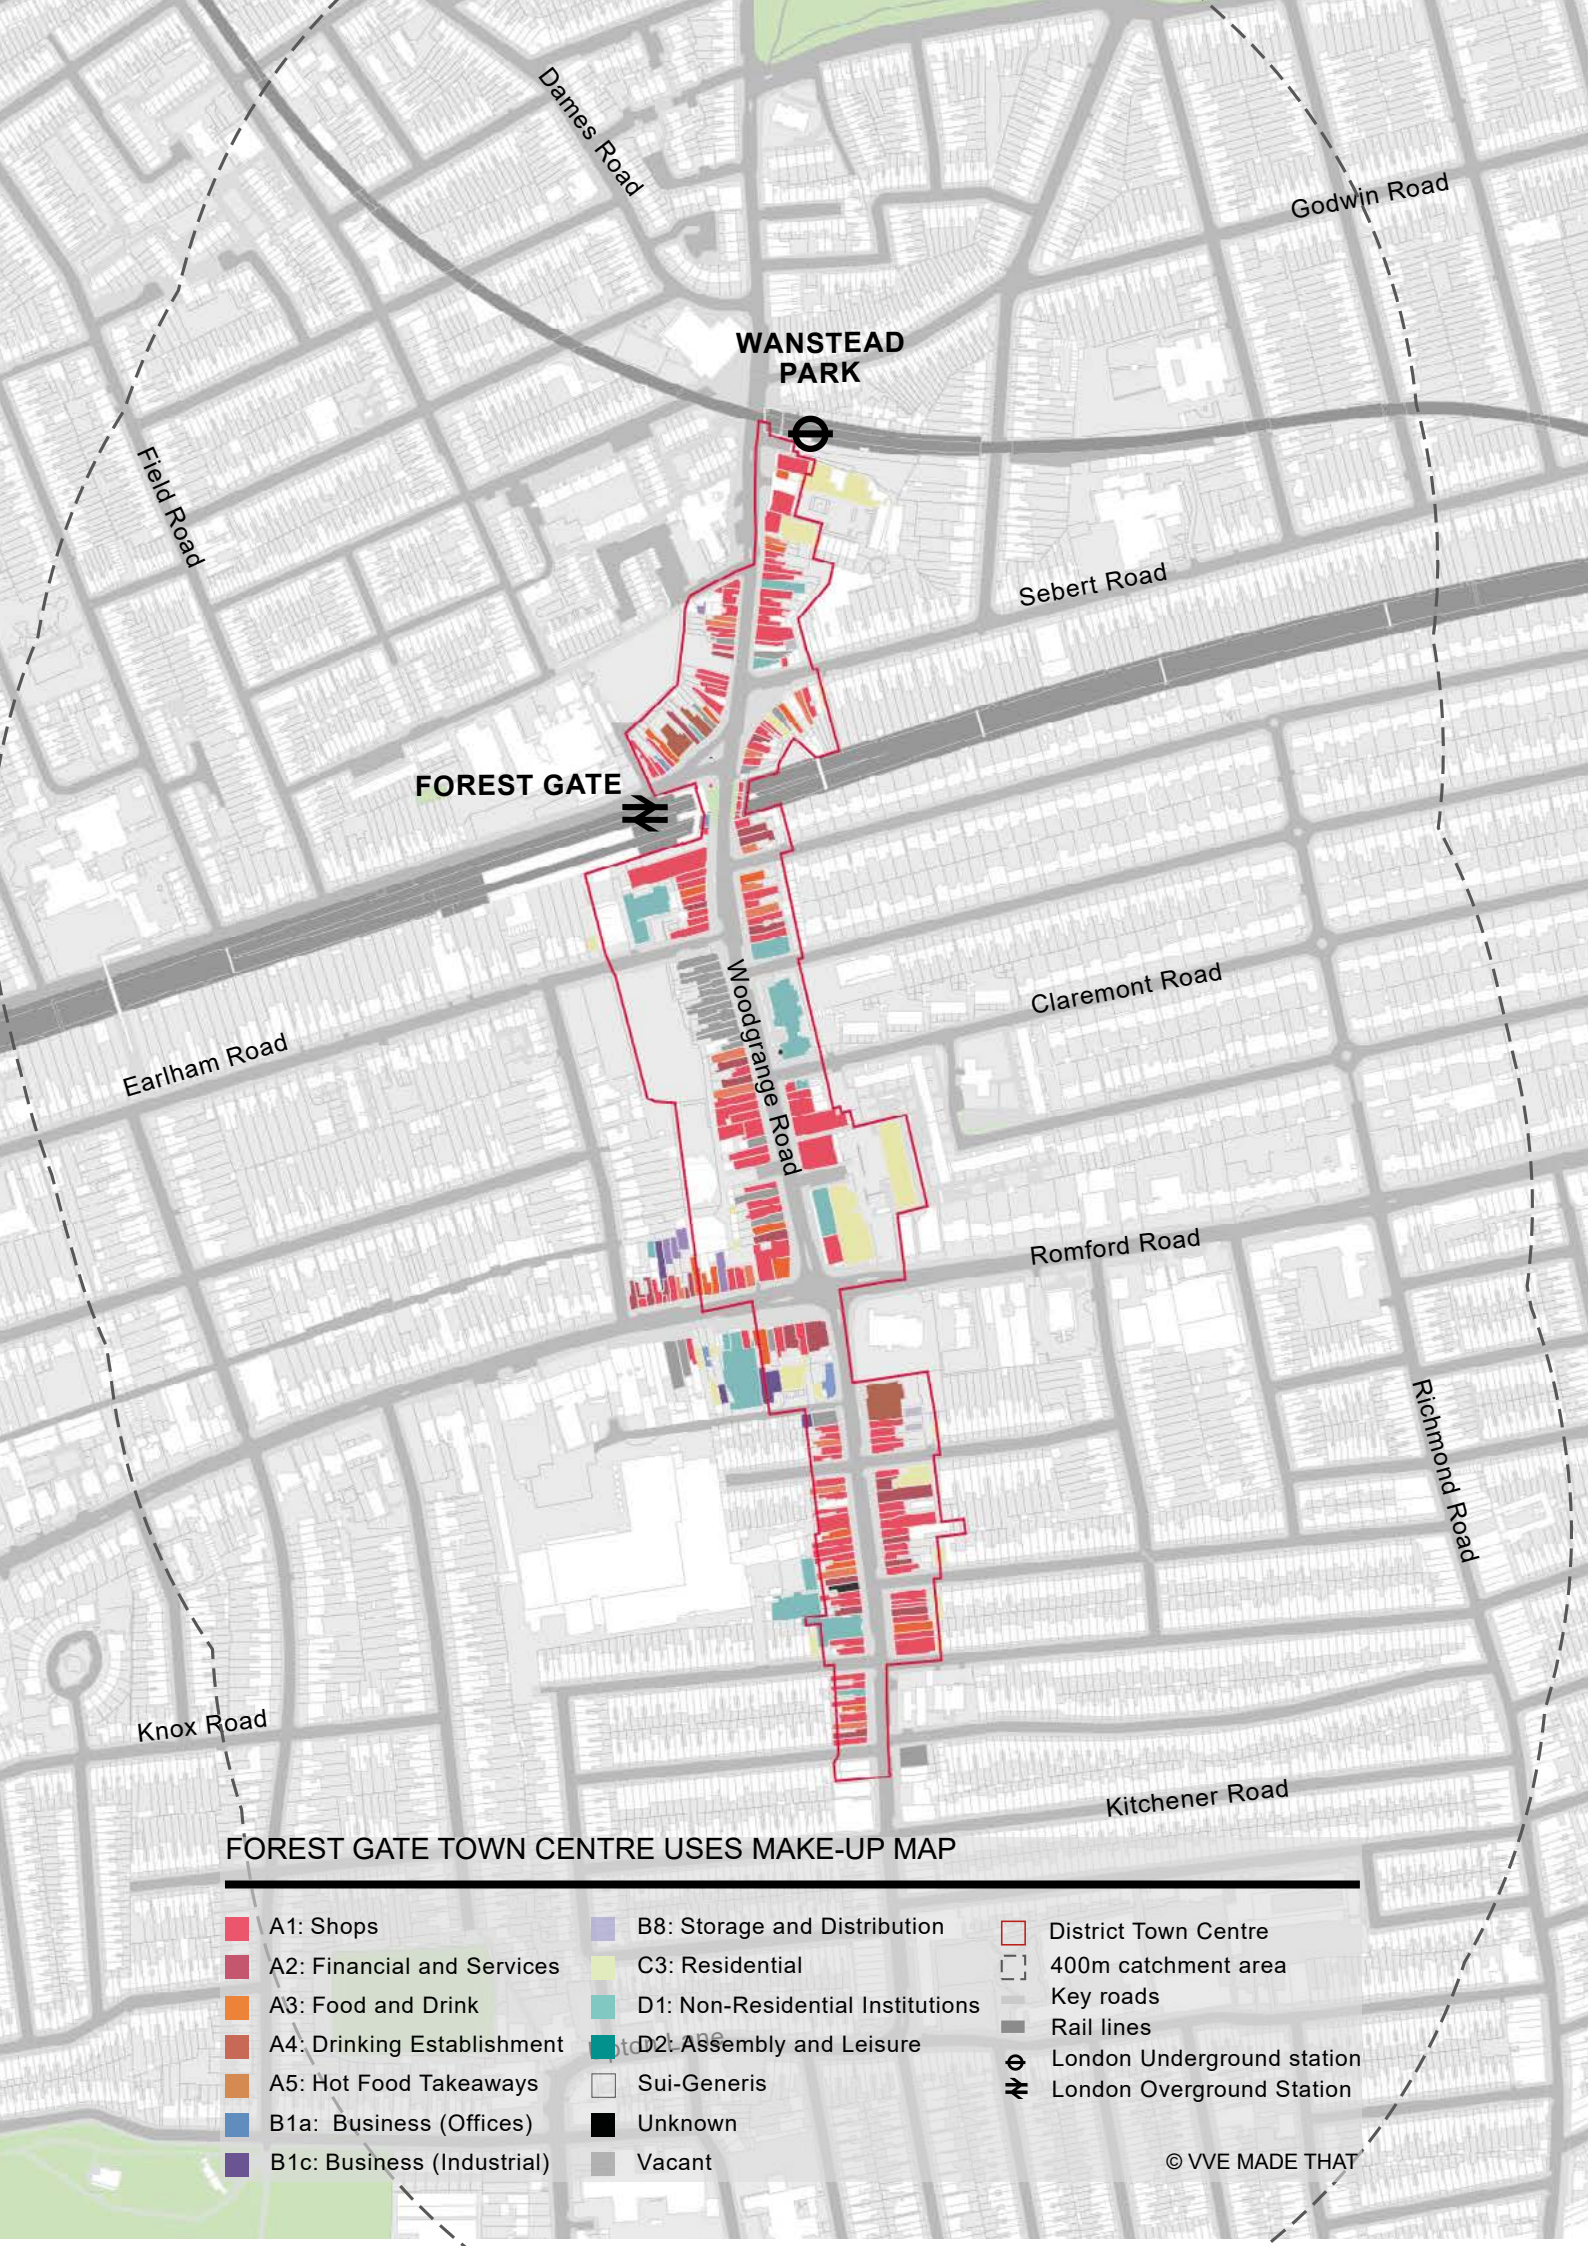 Dames Road
Godwin Road
WANSTEAD
PARK
Field Road
Sebert Road
FOREST GATE
Woodgrange Road
Claremont Road
Earlham Road
Romford Road
Richmond Road
Knox Road
Kitchener Road
FOREST GATE TOWN CENTRE USES MAKE-UP MAP
A1: Shops
A2: Financial and Services
A3: Food and Drink
A4: Drinking Establishment
A5: Hot Food Takeaways
B1a: Business (Offices)
B1c: Business (Industrial)
B8: Storage and Distribution
C3: Residential
D1: Non-Residential Institutions
D2: Assembly and Leisure
Sui-Generis
Unknown
Vacant
District Town Centre
400m catchment area
Key roads
Rail lines
London Underground station
London Overground Station
© VVE MADE THAT